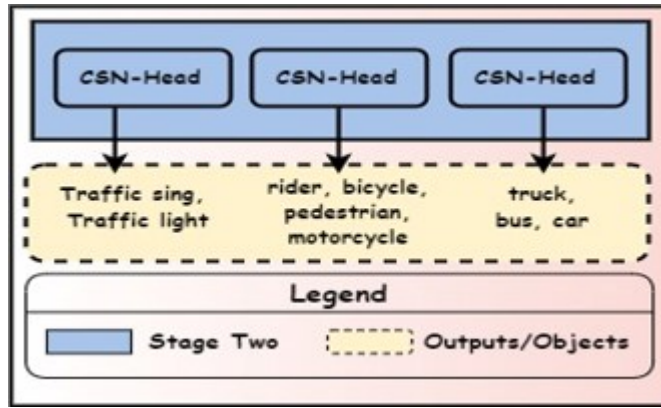 CSN-Head CSN-Head CSN-Head
Traffic sing,
Traffic light
rider, bicycle,
pedestrian,
motorcycle
truck,
bus, car
Legend
Stage Two
Outputs/Objects